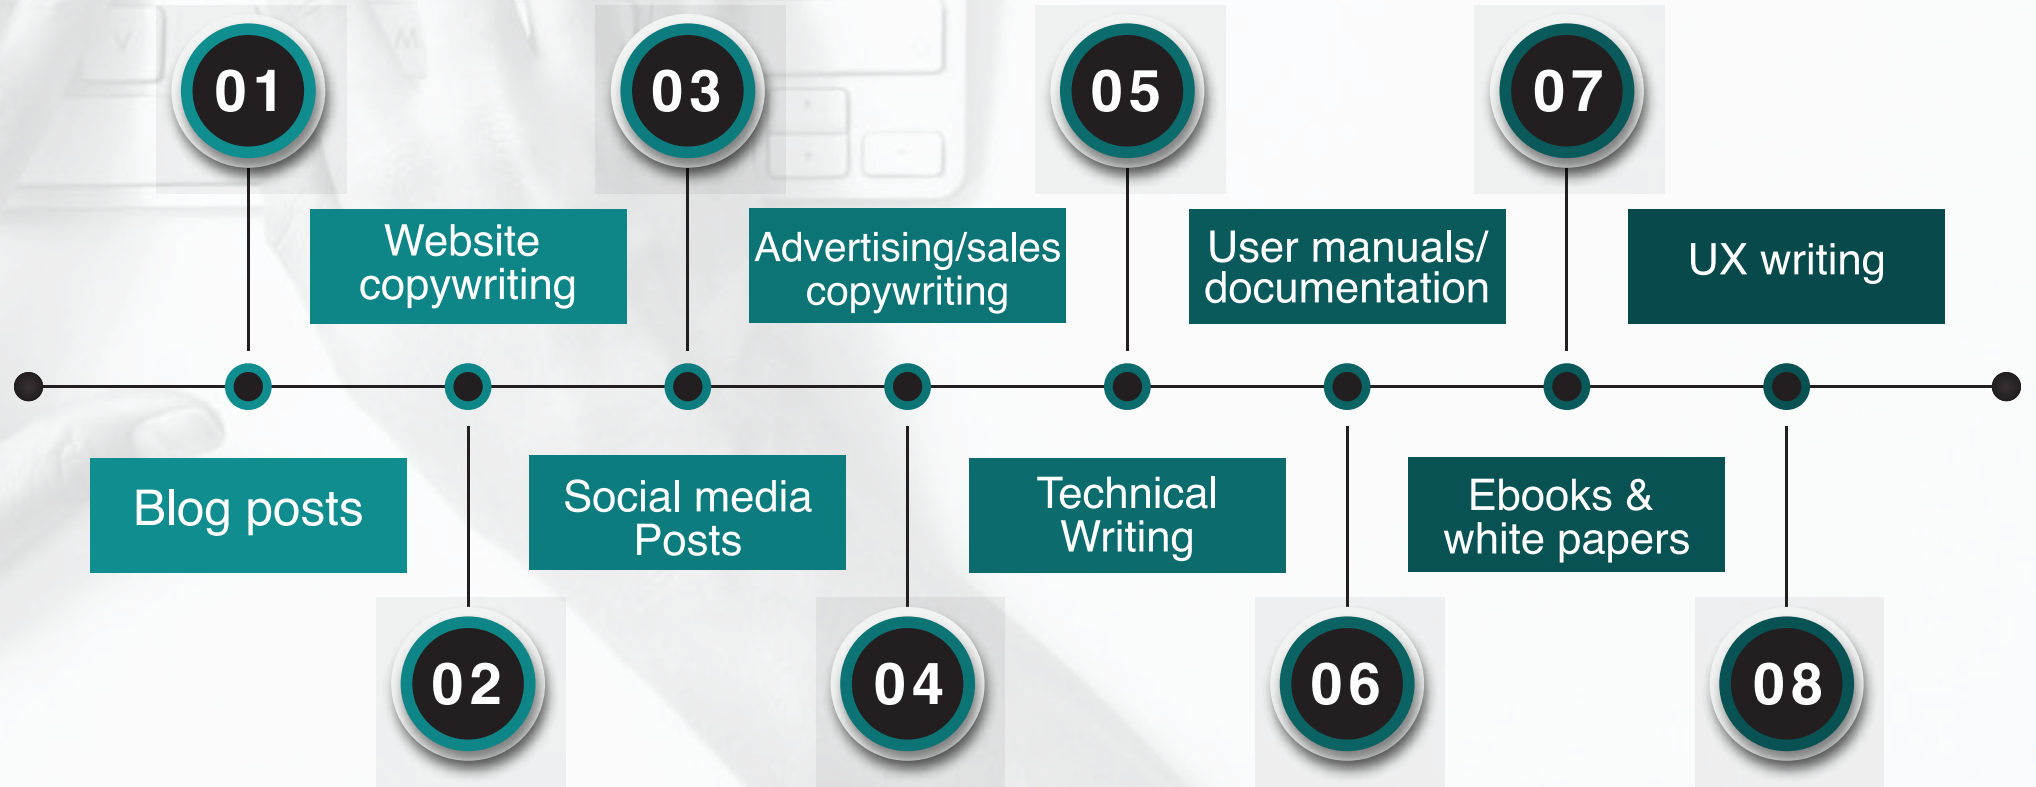 01
Blog posts
02
Website
copywriting
03
Social media
Posts
04
Advertising/sales
copywriting
05
Technical
Writing
06
User manuals/
documentation
07
Ebooks &
white papers
08
UX writing